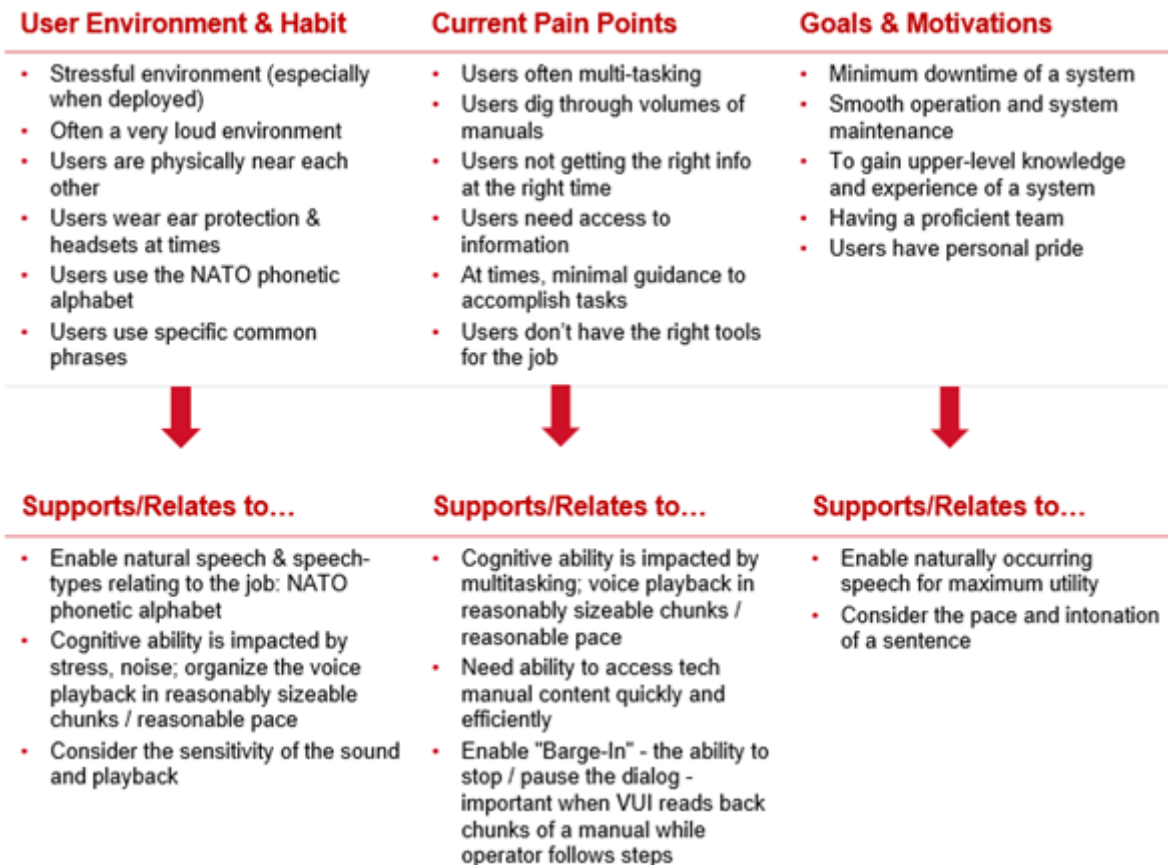 User Environment & Habit
• Stressful environment (especially
when deployed)
• Often a very loud environment
• Users are physically near each
other
• Users wear ear protection &
headsets at times
• Users use the NATO phonetic
alphabet
• Users use specific common
phrases
Current Pain Points
• Users often multi-tasking
• Users dig through volumes of
manuals
• Users not getting the right info
at the right time
• Users need access to
information
• At times, minimal guidance to
accomplish tasks
• Users don't have the right tools
for the job
Goals & Motivations
• Minimum downtime of a system
• Smooth operation and system
maintenance
• To gain upper-level knowledge
and experience of a system
• Having a proficient team
• Users have personal pride
Supports/Relates to…
• Enable natural speech & speech-
types relating to the job: NATO
phonetic alphabet
• Cognitive ability is impacted by
stress, noise; organize the voice
playback in reasonably sizeable
chunks / reasonable pace
• Consider the sensitivity of the sound
and playback
Supports/Relates to…
• Cognitive ability is impacted by
multitasking; voice playback in
reasonably sizeable chunks /
reasonable pace
• Need ability to access tech
manual content quickly and
efficiently
• Enable "Barge-In" - the ability to
stop / pause the dialog -
important when VUI reads back
chunks of a manual while
operator follows steps
Supports/Relates to…
• Enable naturally occurring
speech for maximum utility
• Consider the pace and intonation
of a sentence